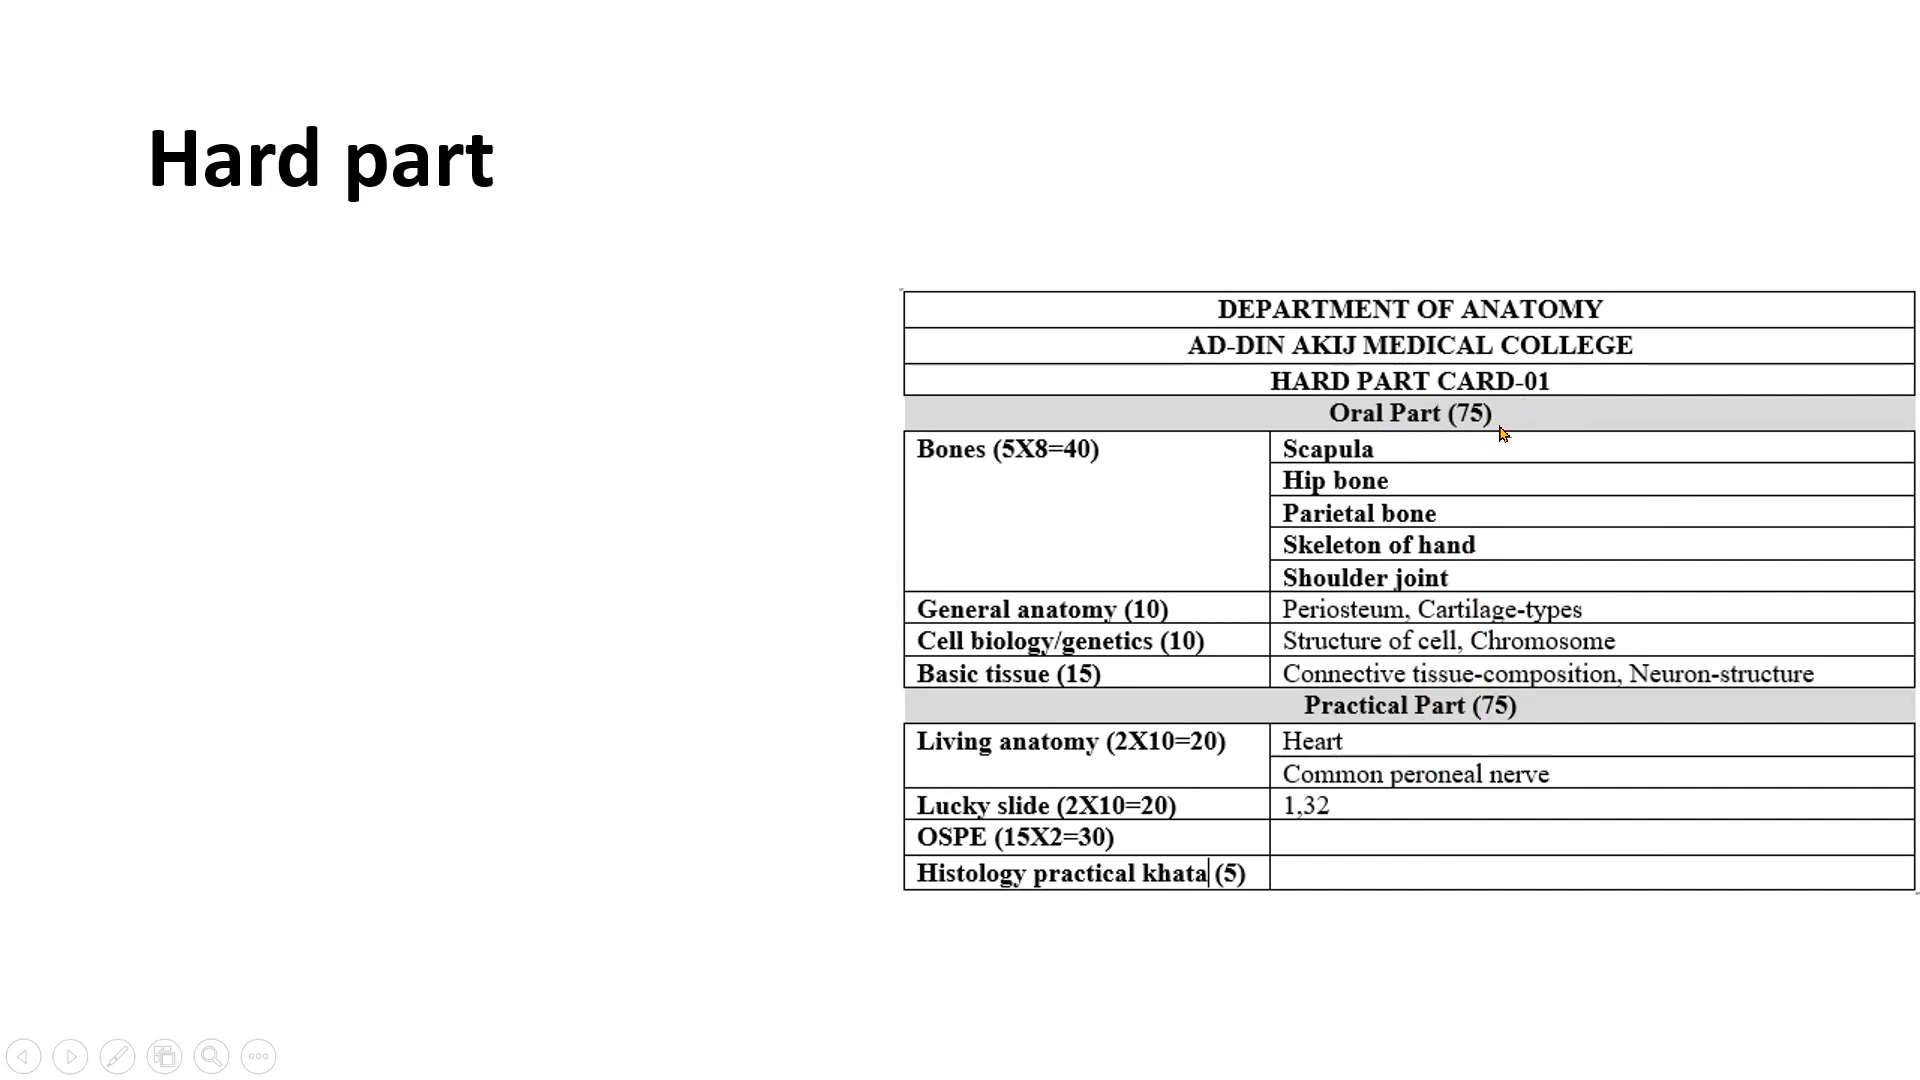 Hard part
DEPARTMENT OF ANATOMY
AD-DIN AKIJ MEDICAL COLLEGE
HARD PART CARD-01
Oral Part (75)
Bones (5X8=40)
Scapula
Hip bone
Parietal bone
Skeleton of hand
Shoulder joint
General anatomy (10) Periosteum, Cartilage-types
Cell biology/genetics (10) Structure of cell, Chromosome
Basic tissue (15) Connective tissue-composition, Neuron-structure
Practical Part (75)
Living anatomy (2X10=20) Heart
Common peroneal nerve
Lucky slide (2X10=20) 1,32
OSPE (15X2=30)
Histology practical khata (5)